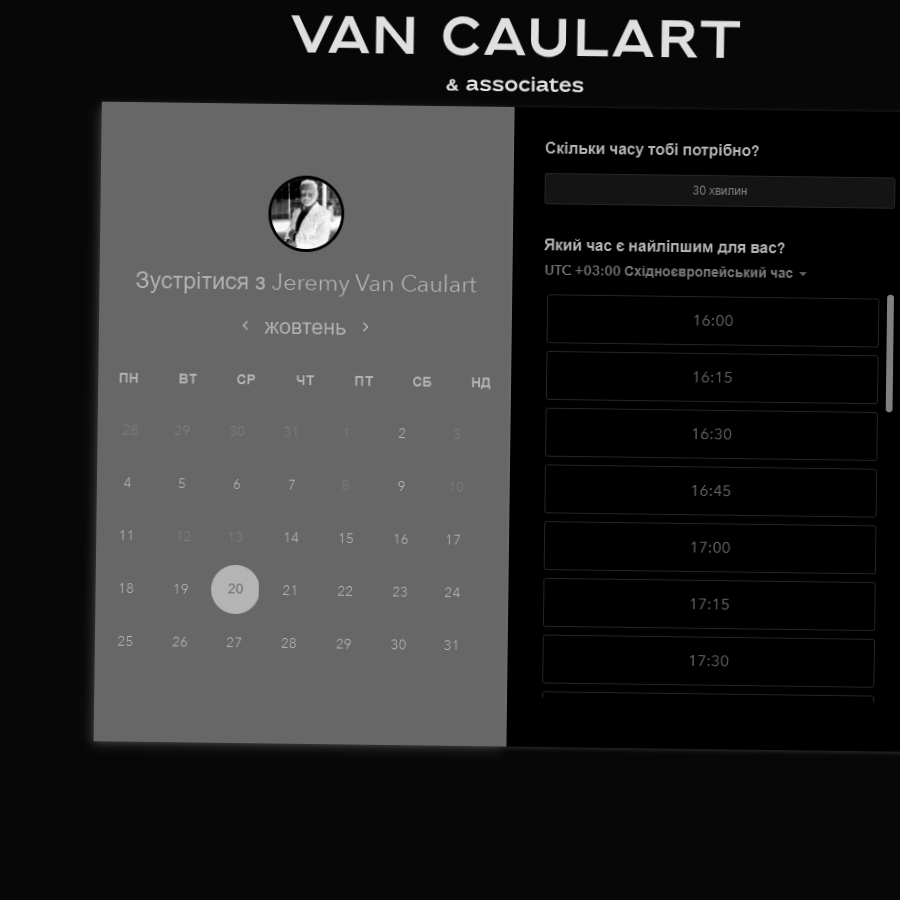 VAN CAULART
& associates
Зустрітися з Jeremy Van Caulart
жовтень
ПН ВТ СР ЧТ ПТ СБ НД
28 29 30 31 1 2 3
4 5 6 7 8 9 10
11 12 13 14 15 16 17
18 19 20 21 22 23 24
25 26 27 28 29 30 31
Скільки часу тобі потрібно?
30 хвилин
Який час є найліпшим для вас?
UTC +03:00 Східноєвропейський час
16:00
16:15
16:30
16:45
17:00
17:15
17:30